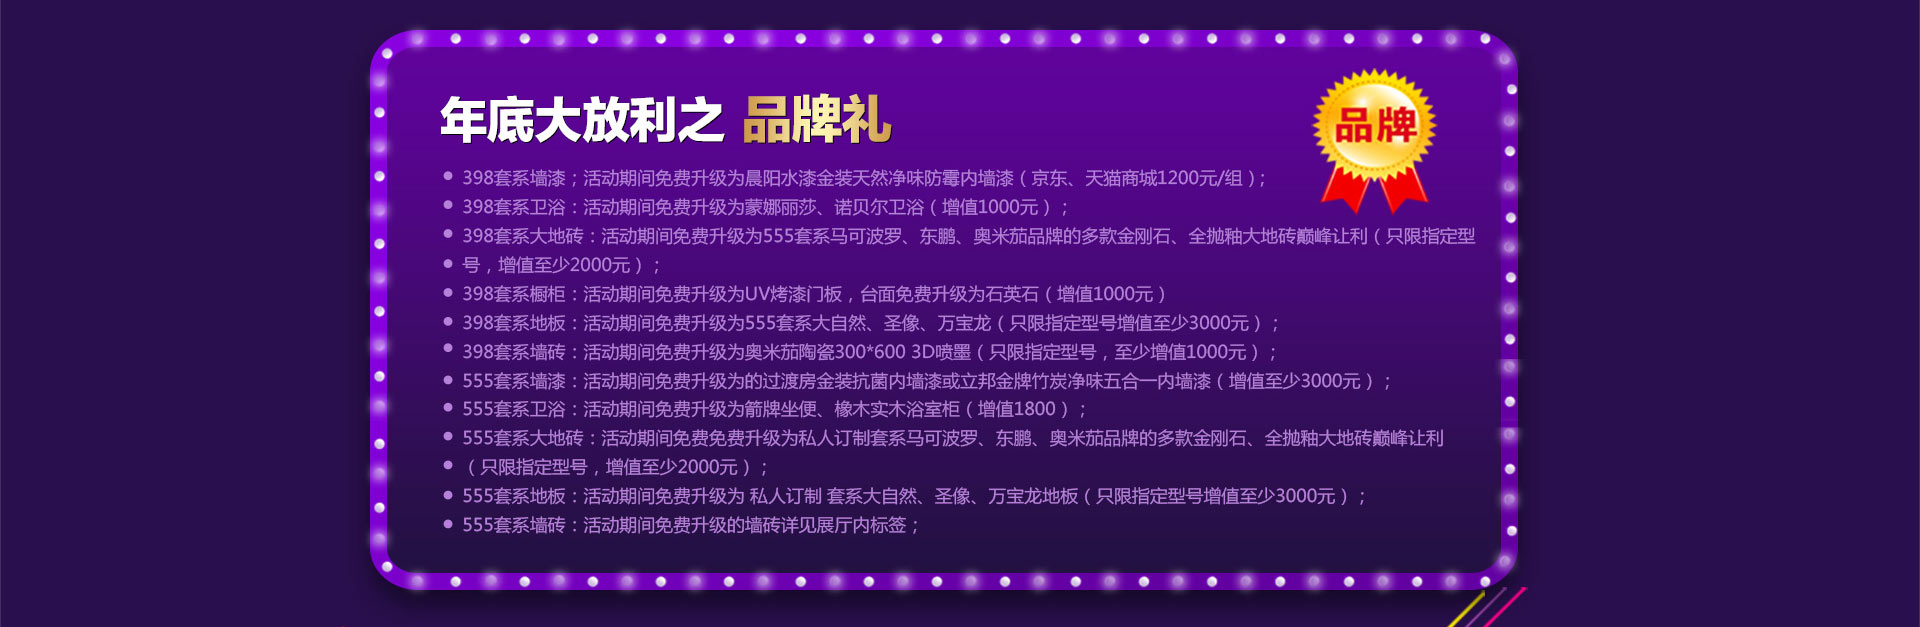 年底大放利之 品牌礼
品牌
398套系墙漆；活动期间免费升级为晨阳水漆金装天然净味防霉内墙漆（京东、天猫商城1200元/组）；
398套系卫浴：活动期间免费升级为蒙娜丽莎、诺贝尔卫浴（增值1000元）；
398套系大地砖：活动期间免费升级为555套系马可波罗、东鹏、奥米茄品牌的多款金刚石、全抛釉大地砖巅峰让利（只限指定型
号，增值至少2000元）；
398套系橱柜：活动期间免费升级为UV烤漆门板，台面免费升级为石英石（增值1000元）
398套系地板：活动期间免费升级为555套系大自然、圣像、万宝龙（只限指定型号增值至少3000元）；
398套系墙砖：活动期间免费升级为奥米茄陶瓷300*600 3D喷墨（只限指定型号，至少增值1000元）；
555套系墙漆：活动期间免费升级为的过渡房金装抗菌内墙漆或立邦金牌竹炭净味五合一内墙漆（增值至少3000元）；
555套系卫浴：活动期间免费升级为箭牌坐便、橡木实木浴室柜（增值1800）；
555套系大地砖：活动期间免费免费升级为私人订制套系马可波罗、东鹏、奥米茄品牌的多款金刚石、全抛釉大地砖巅峰让利
（只限指定型号，增值至少2000元）；
555套系地板：活动期间免费升级为 私人订制 套系大自然、圣像、万宝龙地板（只限指定型号增值至少3000元）；
555套系墙砖：活动期间免费升级的墙砖详见展厅内标签；